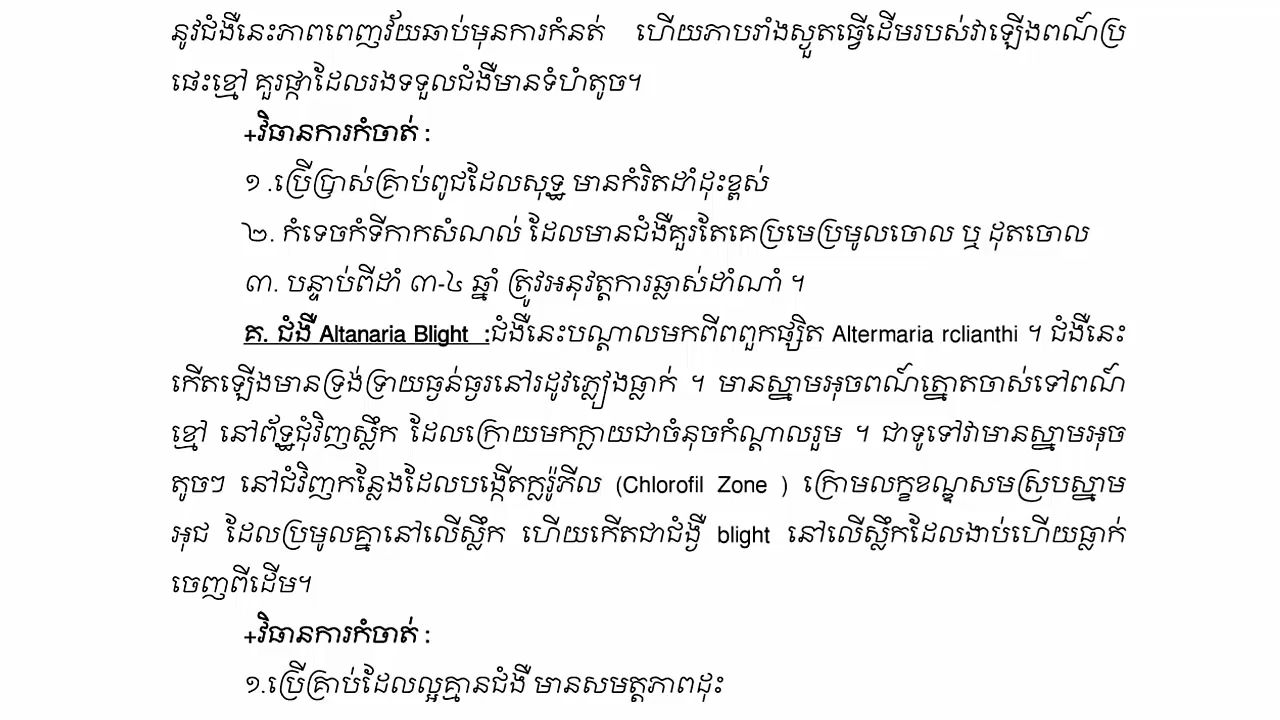 នូវជំងឺនេះភាពពេញវ័យឆាប់មុនការកំនត់ ហើយភាបរាំងស្ងួតធ្វើដើមរបស់វាឡើងពណ៍ប្រ
ផេះខ្មៅ គួរផ្កាដែលរងទទួលជំងឺមានទំហំតូច។
+វិធានការកំចាត់ :
១ .ប្រើប្រាស់គ្រាប់ពូជដែលសុទ្ធ មានកំរិតដាំដុះខ្ពស់
២. កំទេចកំទីកាកសំណល់ ដែលមានជំងឺគួរតែគេប្រមេប្រមូលចោល ឬ ដុតចោល
៣. បន្ទាប់ពីដាំ ៣-៤ ឆ្នាំ ត្រូវអនុវត្តការឆ្លាស់ដាំណាំ ។
គ. ជំងឺ Altanaria Blight :ជំងឺនេះបណ្តាលមកពីពពួកផ្សិត Altermaria rclianthi ។ ជំងឺនេះ
កើតឡើងមានទ្រង់ទ្រាយធ្ងន់ធ្ងរនៅរដូវភ្លៀងធ្លាក់ ។ មានស្នាមអុចពណ៍ត្នោតចាស់ទៅពណ៍
ខ្មៅ នៅព័ទ្ធជុំវិញស្លឹក ដែលក្រោយមកក្លាយជាចំនុចកំណ្តាលរួម ។ ជាទូទៅវាមានស្នាមអុច
តូចៗ នៅជំវិញកន្លែងដែលបង្កើតក្លរ៉ូភីល (Chlorofil Zone ) ក្រោមលក្ខខណ្ឌសមស្របស្នាម
អុជ ដែលប្រមូលគ្នានៅលើស្លឹក ហើយកើតជាជំង្ងឺ blight នៅលើស្លឹកដែលងាប់ហើយធ្លាក់
ចេញពីដើម។
+វិធានការកំចាត់ :
១.ប្រើគ្រាប់ដែលល្អគ្មានជំងឺ មានសមត្តភាពដុះ